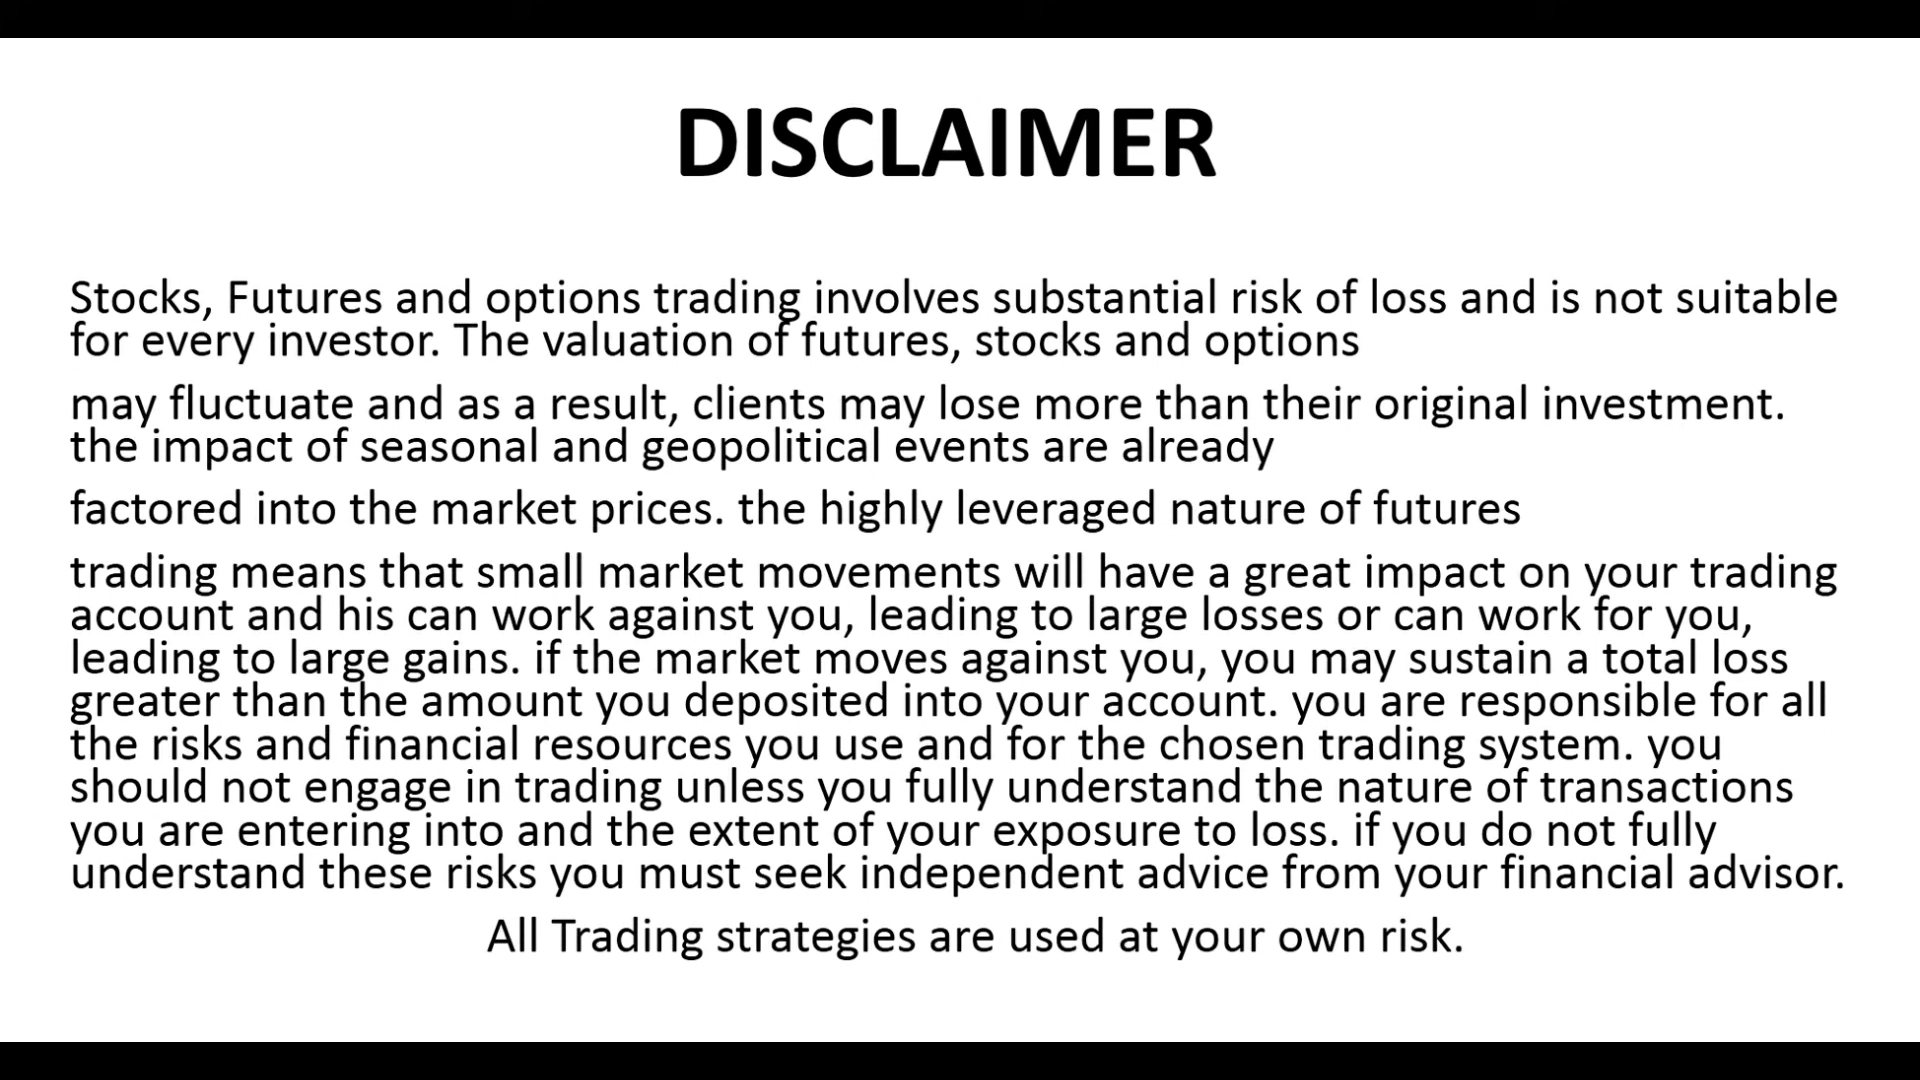 DISCLAIMER
Stocks, Futures and options trading involves substantial risk of loss and is not suitable
for every investor. The valuation of futures, stocks and options
may fluctuate and as a result, clients may lose more than their original investment.
the impact of seasonal and geopolitical events are already
factored into the market prices. the highly leveraged nature of futures
trading means that small market movements will have a great impact on your trading
account and his can work against you, leading to large losses or can work for you,
leading to large gains. if the market moves against you, you may sustain a total loss
greater than the amount you deposited into your account. you are responsible for all
the risks and financial resources you use and for the chosen trading system. you
should not engage in trading unless you fully understand the nature of transactions
you are entering into and the extent of your exposure to loss. if you do not fully
understand these risks you must seek independent advice from your financial advisor.
All Trading strategies are used at your own risk.